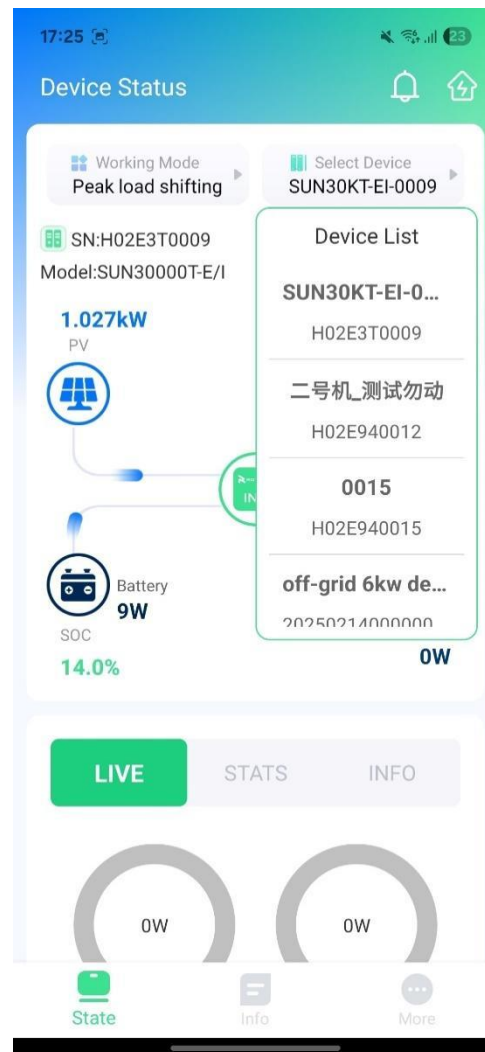 17:25
23
Device Status
Working Mode
Peak load shifting
Select Device
SUN30KT-EI-0009
SN:H02E3T0009
Model:SUN30000T-E/I
Device List
SUN30KT-EI-0...
H02E3T0009
二号机_测试勿动
H02E940012
0015
H02E940015
off-grid 6kw de...
20250214000000
1.027kW
PV
IN
Battery
9W
SOC
14.0%
0W
LIVE
STATS
INFO
0W
0W
State
Info
More